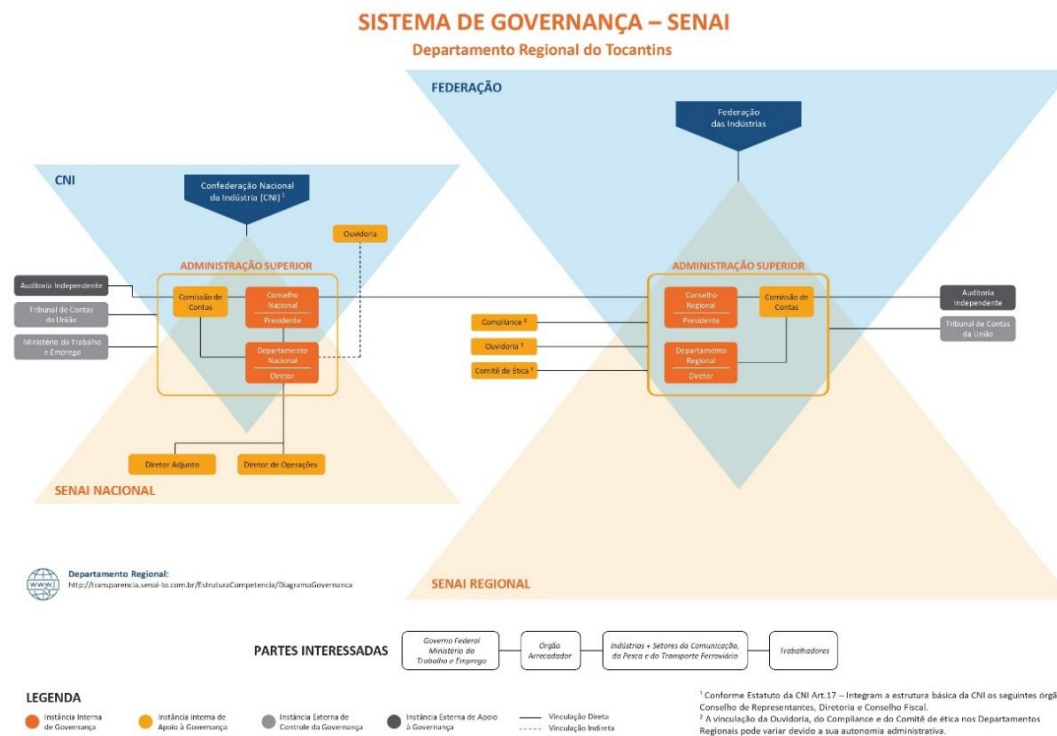 SISTEMA DE GOVERNANÇA – SENAI
Departamento Regional do Tocantins
CNI
Confederação Nacional
da Indústria (CNI) ¹
Ouvidoria
ADMINISTRAÇÃO SUPERIOR
Auditoria Independente
Tribunal de Contas
da União
Ministério do Trabalho
e Emprego
Comissão de
Contas
Conselho
Nacional
Presidente
Departamento
Nacional
Diretor
Diretor Adjunto
Diretor de Operações
SENAI NACIONAL
FEDERAÇÃO
Federação
das Indústrias
ADMINISTRAÇÃO SUPERIOR
Compliance ²
Ouvidoria ²
Comitê de Ética ²
Conselho
Regional
Presidente
Departamento
Regional
Diretor
Comissão de
Contas
Auditoria
Independente
Tribunal de Contas
da União
SENAI REGIONAL
www.
Departamento Regional:
http://transparencia.senai-to.com.br/EstruturaCompetencia/DiagramaGovernanca
PARTES INTERESSADAS
Governo Federal
Ministério do
Trabalho e Emprego
Órgão
Arrecadador
Indústrias + Setores da Comunicação,
da Pesca e do Transporte Ferroviário
Trabalhadores
LEGENDA
Instância Interna
de Governança
Instância interna de
Apoio à Governança
Instância Externa de
Controle da Governança
Instância Externa de Apoio
à Governança
Vinculação Direta
Vinculação Indireta
¹ Conforme Estatuto da CNI Art.17 – Integram a estrutura básica da CNI os seguintes órgã
Conselho de Representantes, Diretoria e Conselho Fiscal.
² A vinculação da Ouvidoria, do Compliance e do Comitê de ética nos Departamentos
Regionais pode variar devido a sua autonomia administrativa.